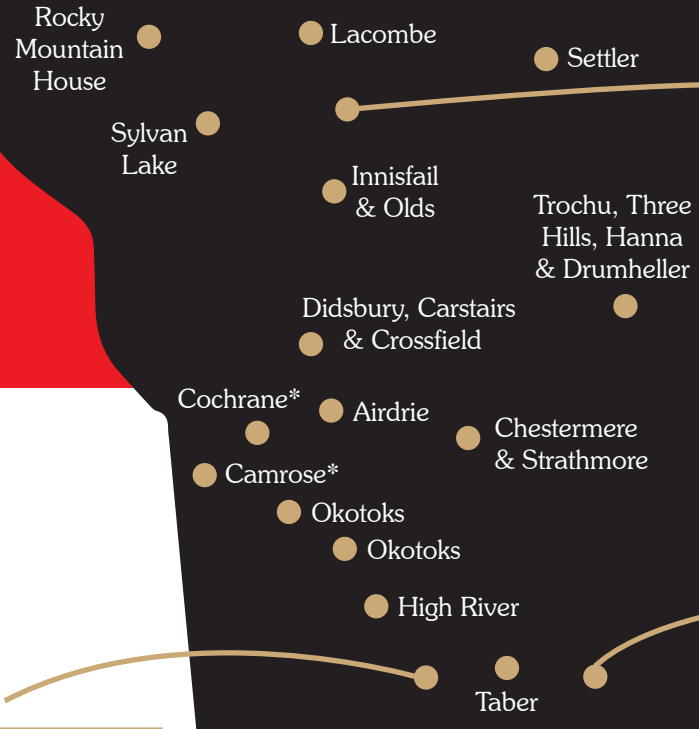 Rocky
Mountain
House
Lacombe
Settler
Sylvan
Lake
Innisfail
& Olds
Trochu, Three
Hills, Hanna
& Drumheller
Didsbury, Carstairs
& Crossfield
Cochrane*
Airdrie
Chestermere
& Strathmore
Camrose*
Okotoks
Okotoks
High River
Taber